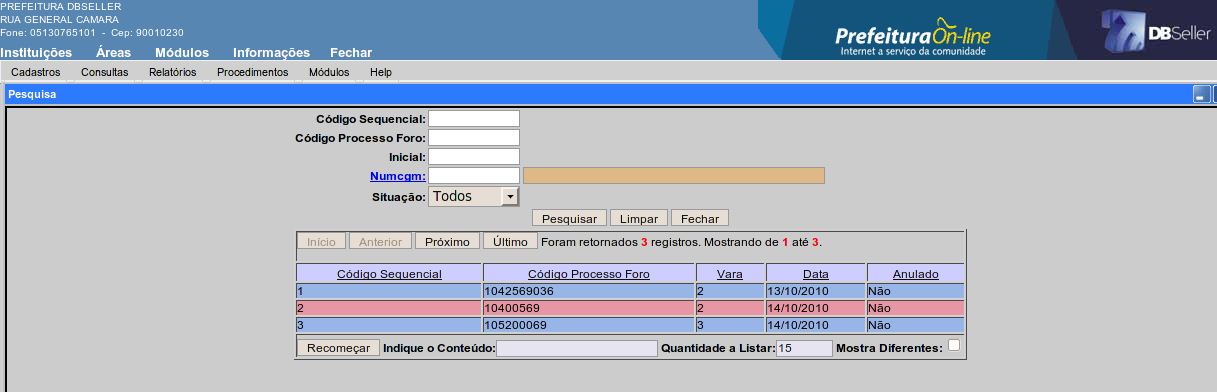 PREFEITURA DBSELLER
RUA GENERAL CAMARA
Fone: 05130765101 - Cep: 90010230
Prefeitura On-line
Internet a serviço da comunidade
DBSeller
Instituições Áreas Módulos Informações Fechar
Cadastros Consultas Relatórios Procedimentos Módulos Help
Pesquisa
Código Sequencial:
Código Processo Foro:
Inicial:
Numcgm:
Situação: Todos
Pesquisar Limpar Fechar
Início Anterior Próximo Último Foram retornados 3 registros. Mostrando de 1 até 3.
Código Sequencial Código Processo Foro Vara Data Anulado
1 1042569036 2 13/10/2010 Não
2 10400569 2 14/10/2010 Não
3 105200069 3 14/10/2010 Não
Recomeçar Indique o Conteúdo: Quantidade a Listar: 15 Mostra Diferentes: